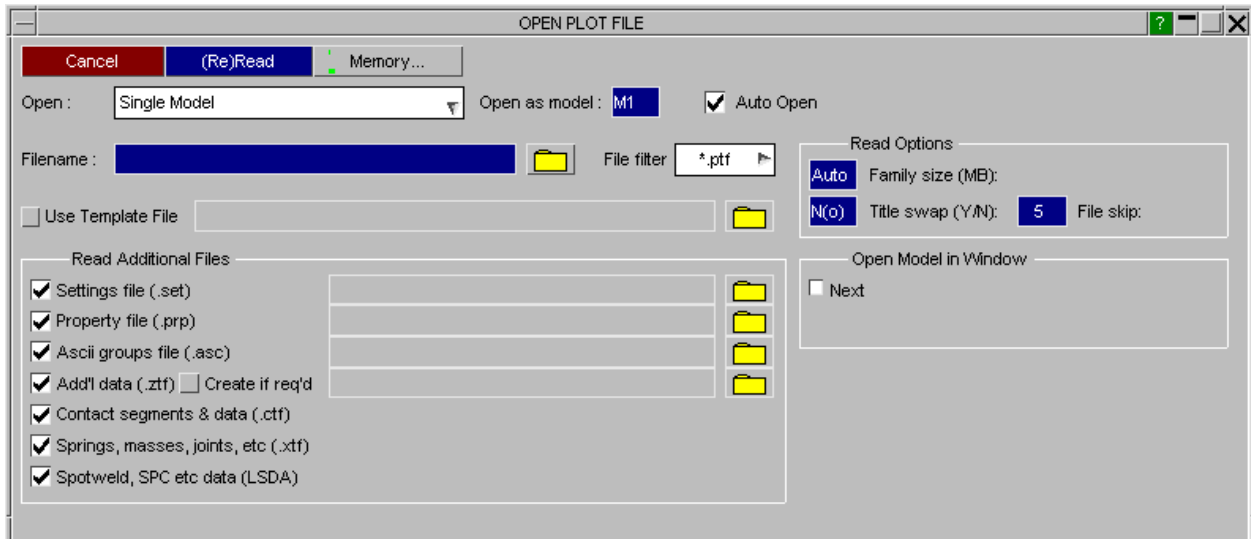 OPEN PLOT FILE ?
Cancel (Re)Read Memory...
Open : Single Model Open as model : M1 Auto Open
Filename : File filter *.ptf
Read Options
Auto Family size (MB):
N(o) Title swap (Y/N): 5 File skip:
Use Template File
Read Additional Files
Settings file (.set)
Property file (.prp)
Ascii groups file (.asc)
Add'l data (.ztf) Create if req'd
Contact segments & data (.ctf)
Springs, masses, joints, etc (.xtf)
Spotweld, SPC etc data (LSDA)
Open Model in Window
Next